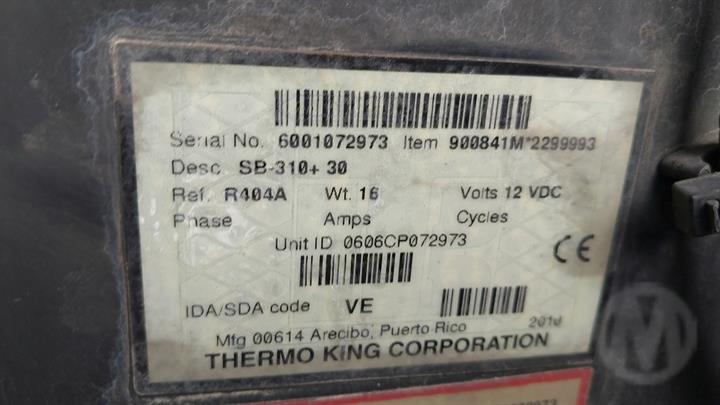 Serial No. 6001072973 Item 900841M*2299993
Desc. SB-310+ 30
Ref. R404A Wt. 16 Volts 12 VDC
Phase Amps Cycles
Unit ID 0606CP072973
CE
IDA/SDA code VE
Mfg 00614 Arecibo, Puerto Rico
THERMO KING CORPORATION
M